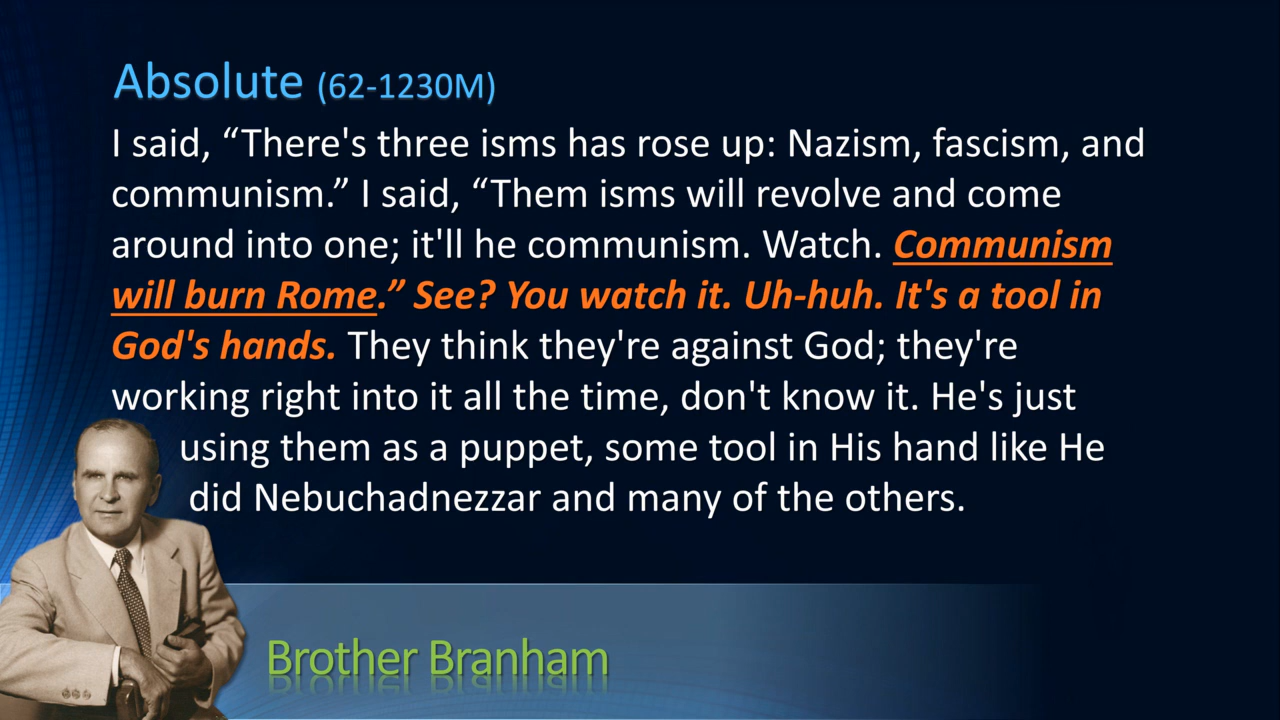 Absolute (62-1230M)
I said, “There's three isms has rose up: Nazism, fascism, and
communism.” I said, “Them isms will revolve and come
around into one; it'll he communism. Watch. Communism
will burn Rome.” See? You watch it. Uh-huh. It's a tool in
God's hands. They think they're against God; they're
working right into it all the time, don't know it. He's just
using them as a puppet, some tool in His hand like He
did Nebuchadnezzar and many of the others.
Brother Branham